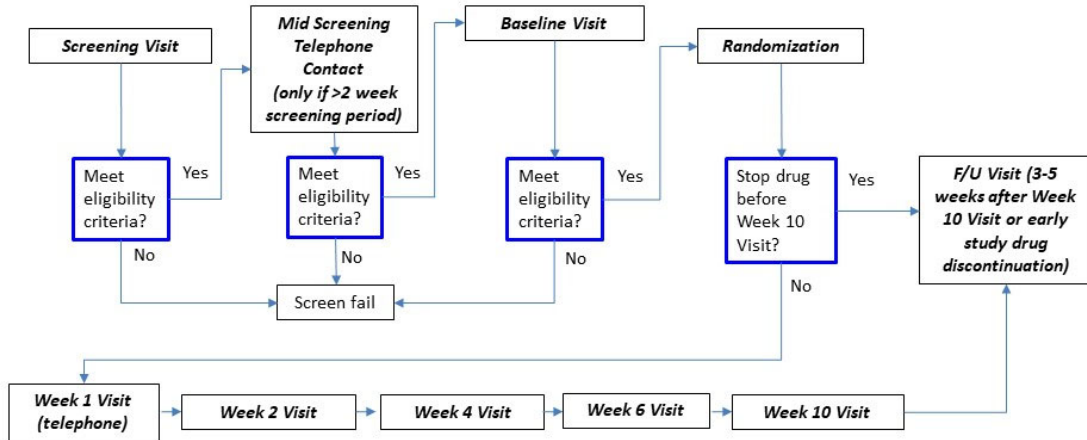 Screening Visit
Mid Screening
Telephone
Contact
(only if >2 week
screening period)
Baseline Visit
Randomization
Meet
eligibility
criteria?
Yes
No
Meet
eligibility
criteria?
Yes
No
Meet
eligibility
criteria?
Yes
No
Stop drug
before
Week 10
Visit?
Yes
No
F/U Visit (3-5
weeks after Week
10 Visit or early
study drug
discontinuation)
Screen fail
Week 1 Visit
(telephone)
Week 2 Visit
Week 4 Visit
Week 6 Visit
Week 10 Visit